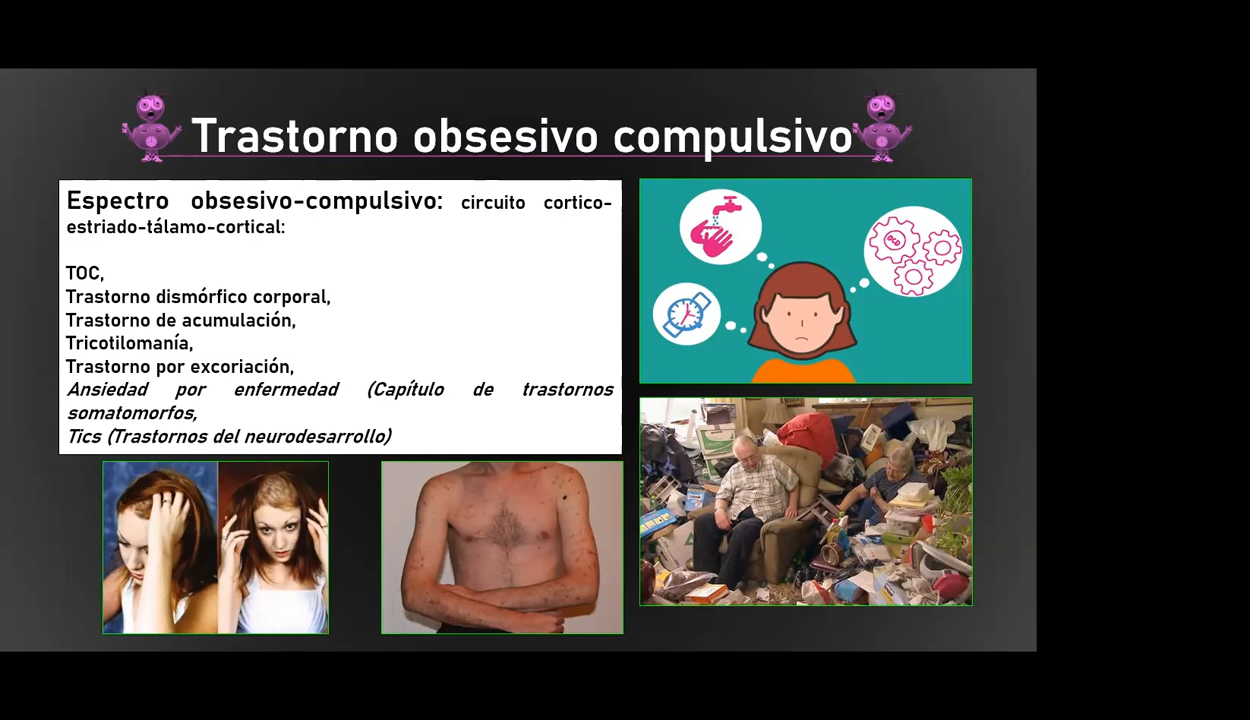 Trastorno obsesivo compulsivo
Espectro obsesivo-compulsivo: circuito cortico-
estriado-tálamo-cortical:
TOC,
Trastorno dismórfico corporal,
Trastorno de acumulación,
Tricotilomanía,
Trastorno por excoriación,
Ansiedad por enfermedad (Capítulo de trastornos
somatomorfos,
Tics (Trastornos del neurodesarrollo)
OCD